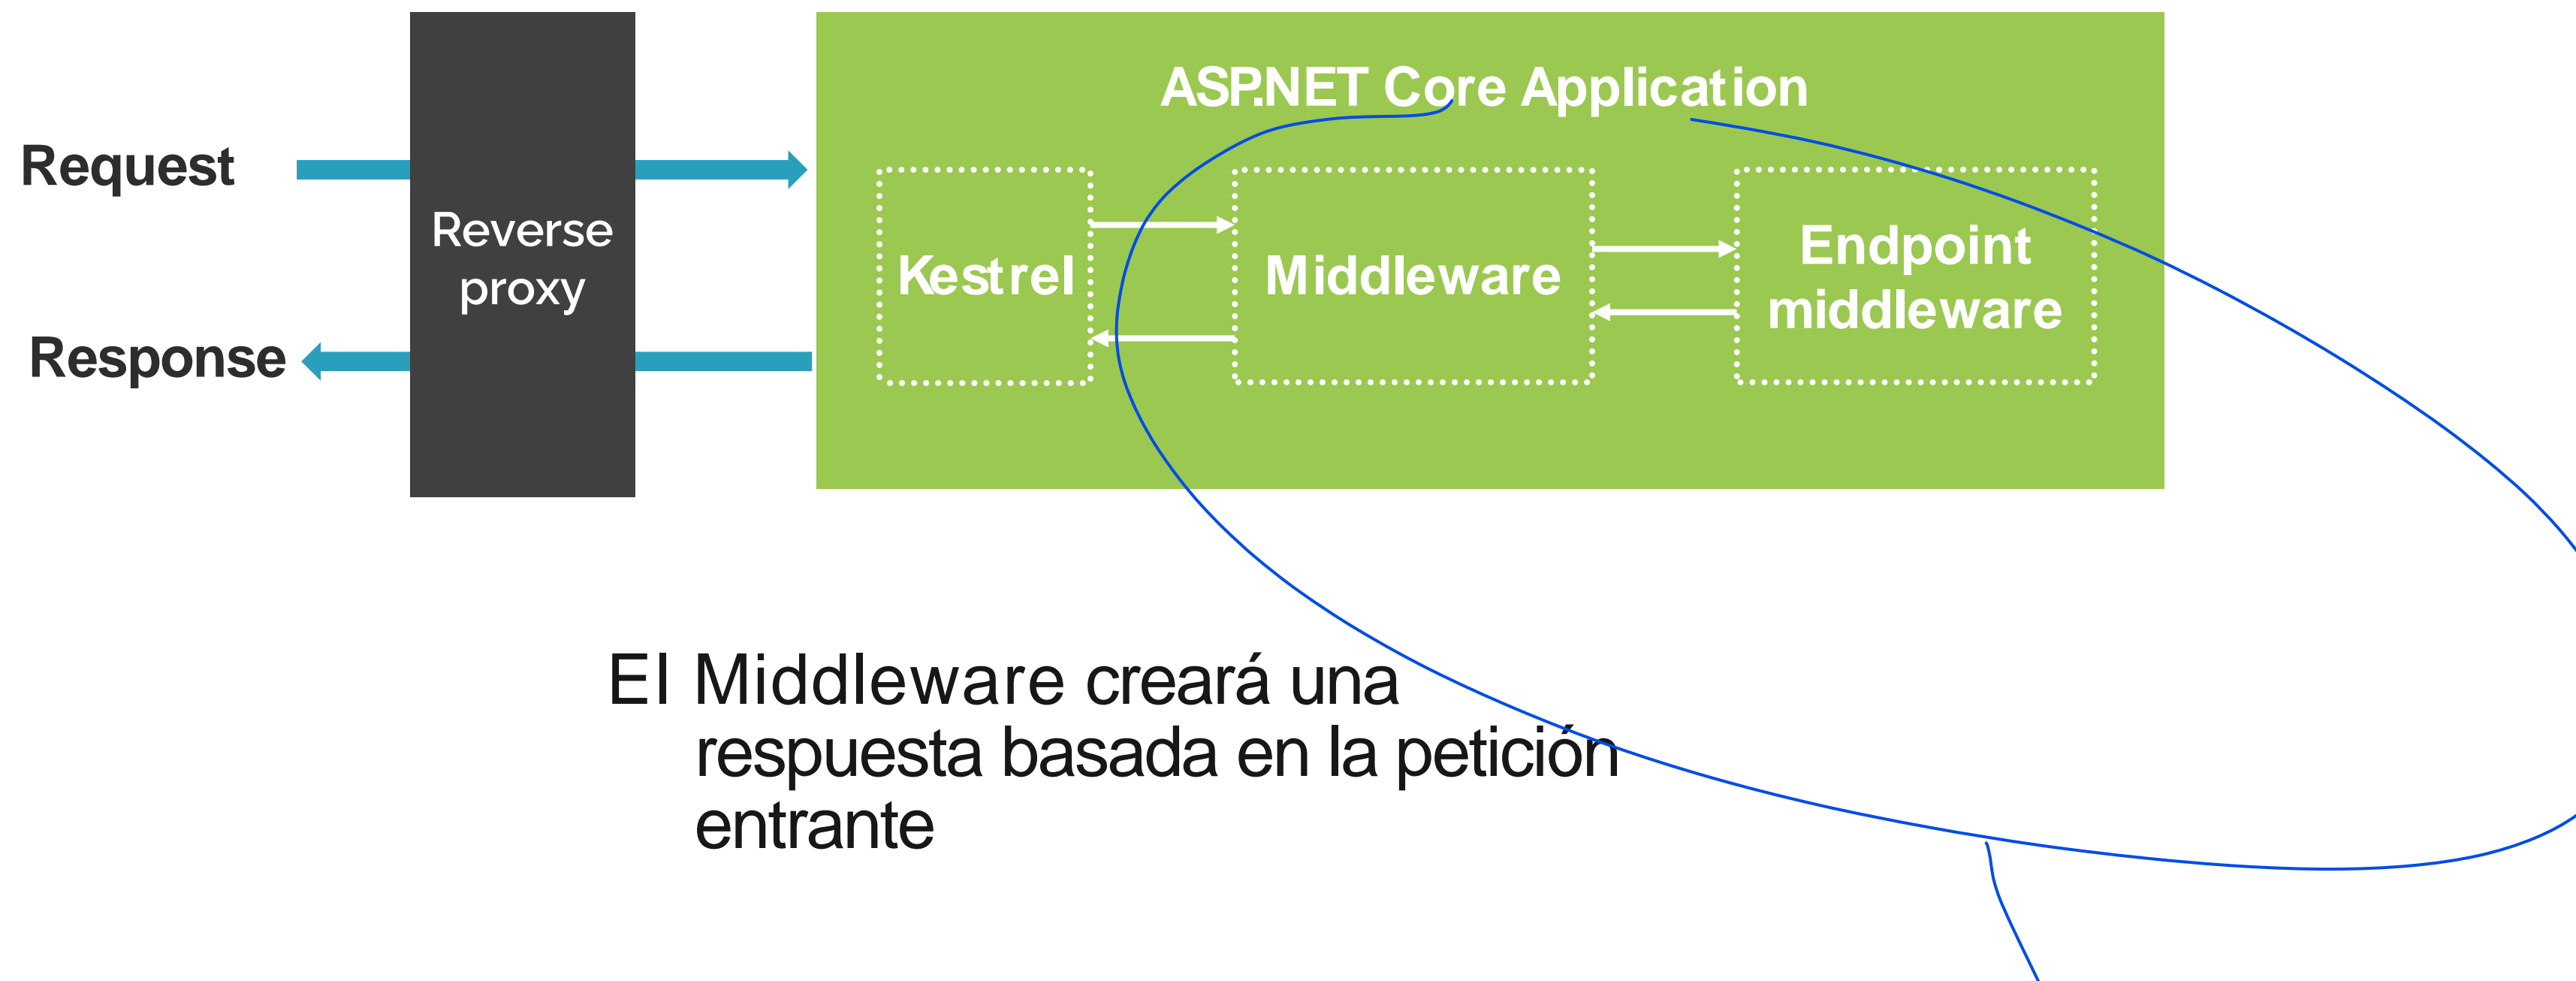 ASP.NET Core Application
Request
Response
Reverse
proxy
Kestrel
Middleware
Endpoint
middleware
El Middleware creará una
respuesta basada en la petición
entrante